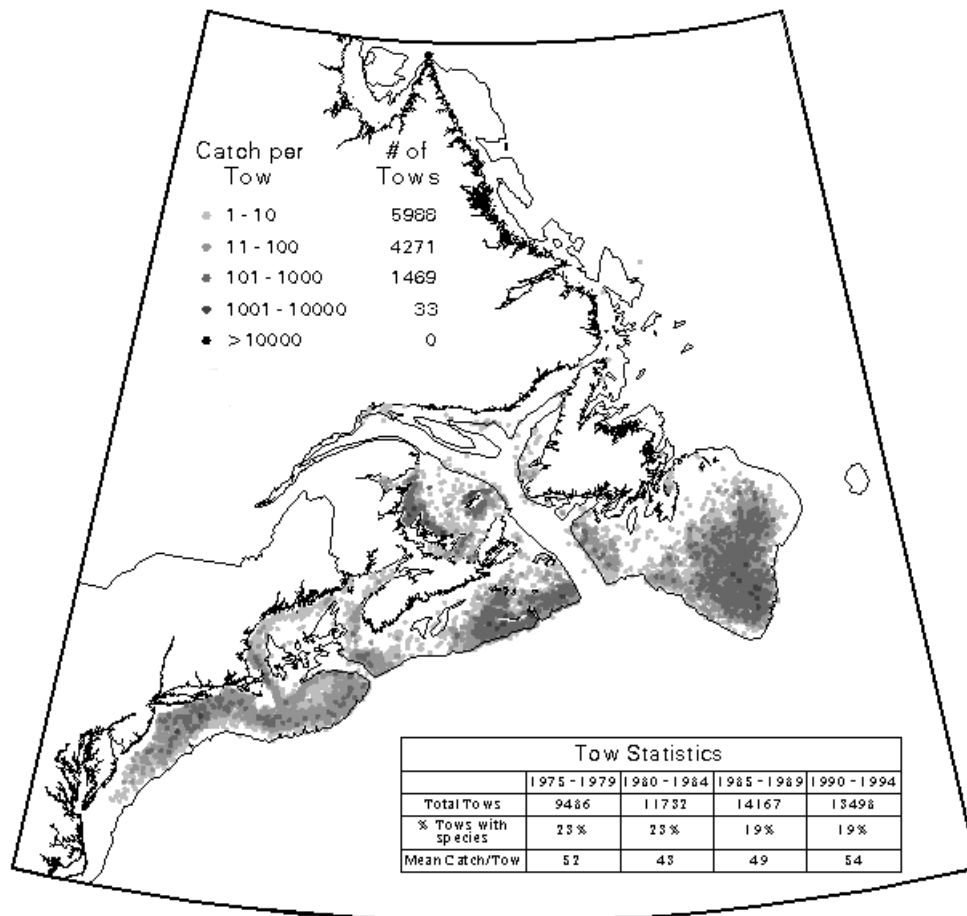 Catch per # of
Tow Tows
1 - 10 5988
11 - 100 4271
101 - 1000 1469
1001 - 10000 33
> 10000 0
Tow Statistics
1975 - 1979 1980 - 1984 1985 - 1989 1990 - 1994
Total Tows 9486 11732 14167 13498
% Tows with species 23% 23% 19% 19%
Mean Catch/Tow 52 43 49 54